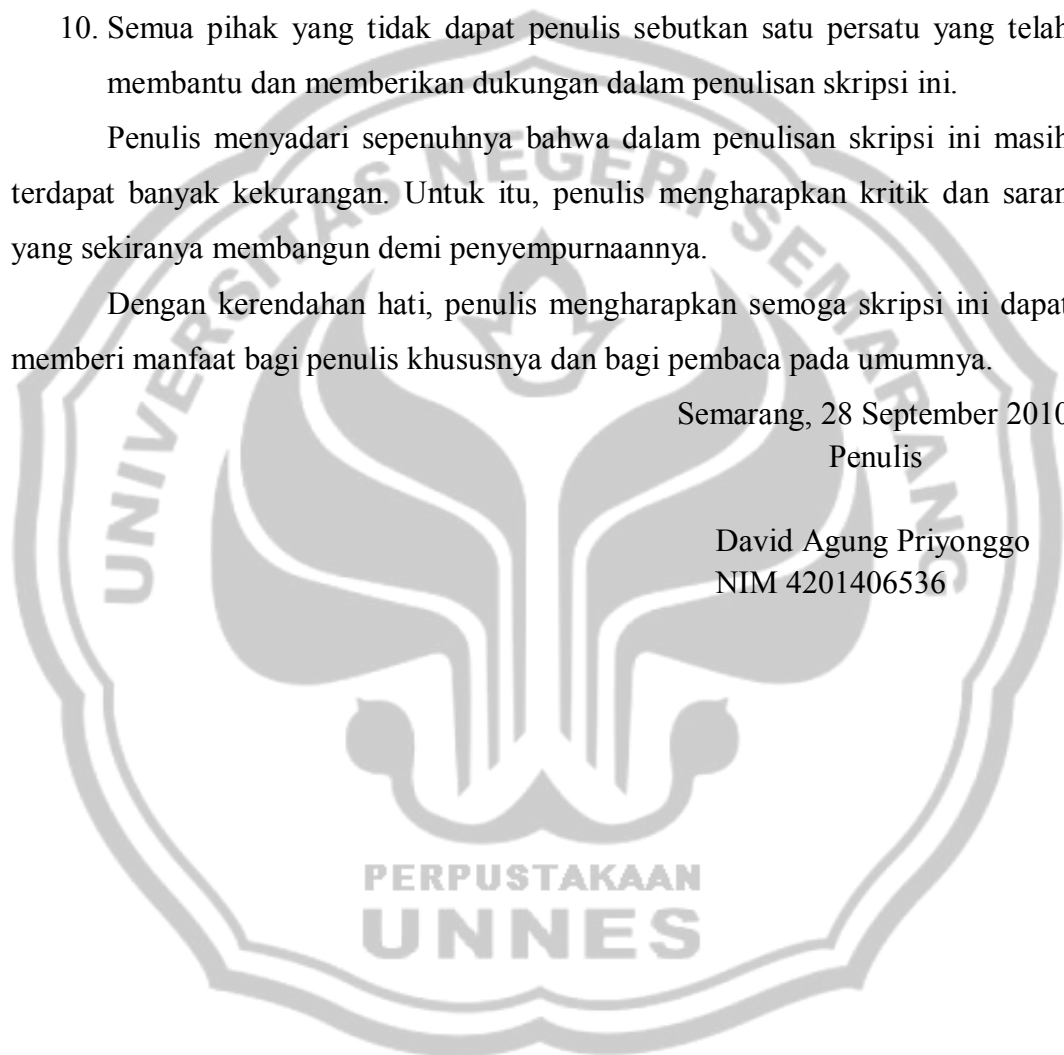 10. Semua pihak yang tidak dapat penulis sebutkan satu persatu yang telah
membantu dan memberikan dukungan dalam penulisan skripsi ini.
Penulis menyadari sepenuhnya bahwa dalam penulisan skripsi ini masih
terdapat banyak kekurangan. Untuk itu, penulis mengharapkan kritik dan saran
yang sekiranya membangun demi penyempurnaannya.
Dengan kerendahan hati, penulis mengharapkan semoga skripsi ini dapat
memberi manfaat bagi penulis khususnya dan bagi pembaca pada umumnya.
Semarang, 28 September 2010
Penulis
David Agung Priyonggo
NIM 4201406536
UNIVERSITAS NEGERI SEMARANG
PERPUSTAKAAN
UNNES